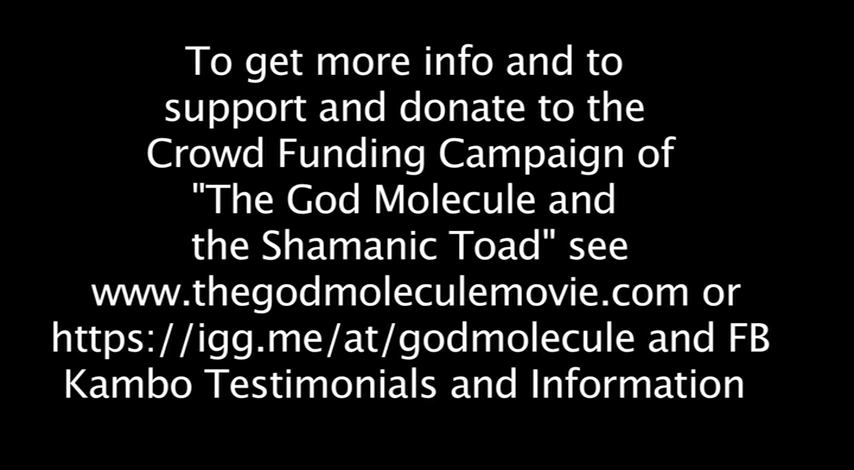 To get more info and to
support and donate to the
Crowd Funding Campaign of
"The God Molecule and
the Shamanic Toad" see
www.thegodmoleculemovie.com or
https://igg.me/at/godmolecule and FB
Kambo Testimonials and Information